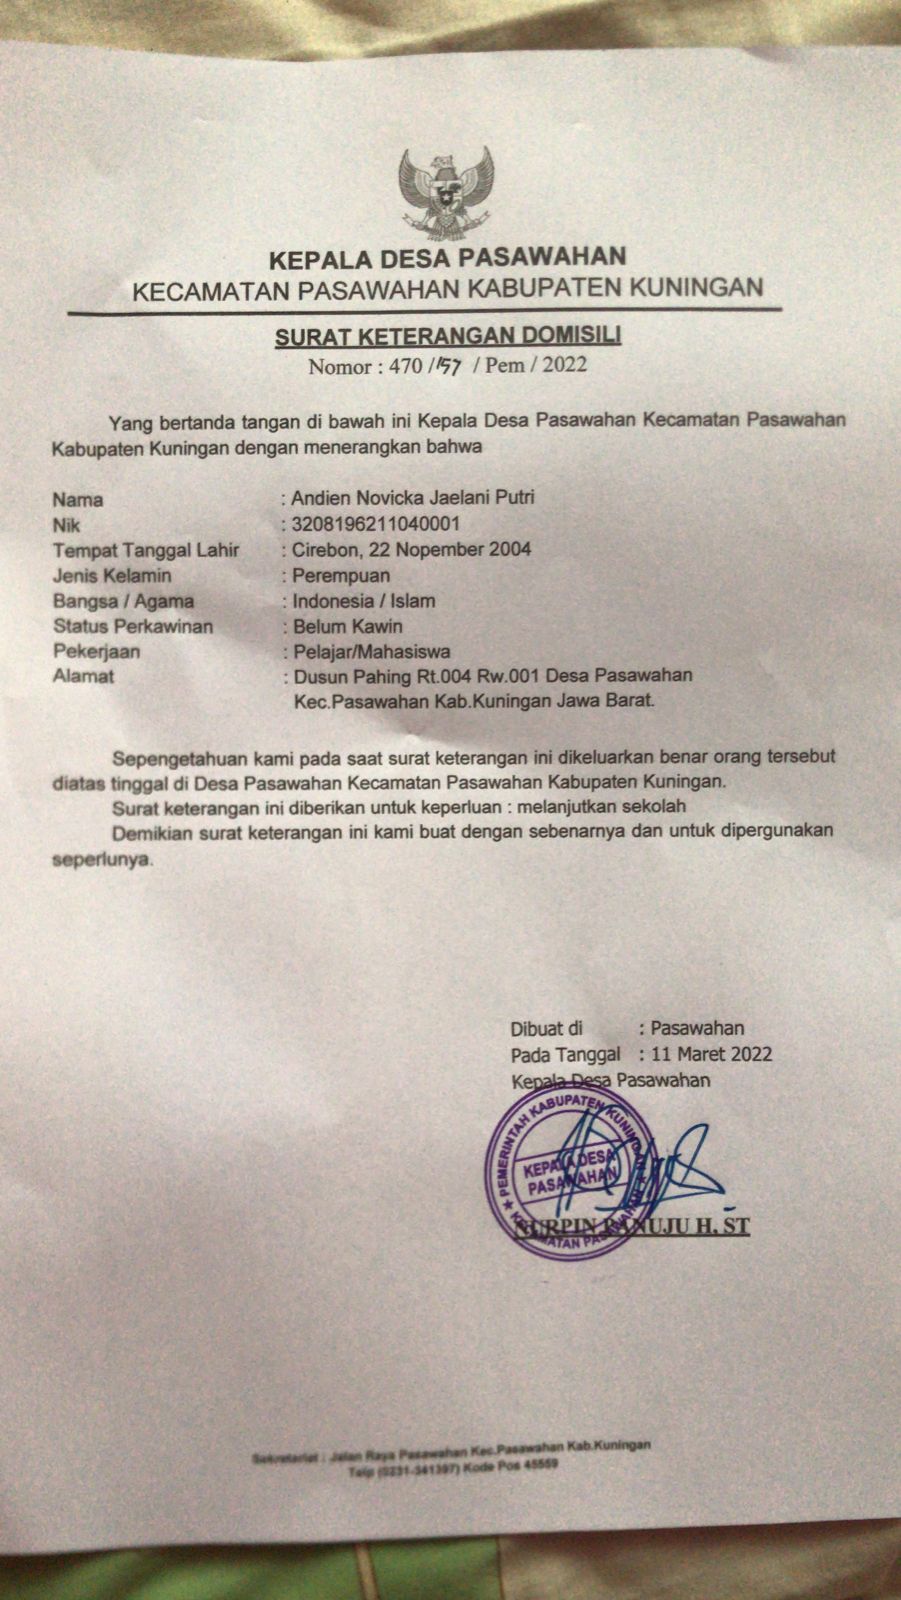 KEPALA DESA PASAWAHAN
KECAMATAN PASAWAHAN KABUPATEN KUNINGAN
SURAT KETERANGAN DOMISILI
Nomor : 470 /157 / Pem / 2022
Yang bertanda tangan di bawah ini Kepala Desa Pasawahan Kecamatan Pasawahan
Kabupaten Kuningan dengan menerangkan bahwa
Nama : Andien Novicka Jaelani Putri
Nik : 3208196211040001
Tempat Tanggal Lahir : Cirebon, 22 Nopember 2004
Jenis Kelamin : Perempuan
Bangsa / Agama : Indonesia / Islam
Status Perkawinan : Belum Kawin
Pekerjaan : Pelajar/Mahasiswa
Alamat : Dusun Pahing Rt.004 Rw.001 Desa Pasawahan
Kec.Pasawahan Kab.Kuningan Jawa Barat.
Sepengetahuan kami pada saat surat keterangan ini dikeluarkan benar orang tersebut
diatas tinggal di Desa Pasawahan Kecamatan Pasawahan Kabupaten Kuningan.
Surat keterangan ini diberikan untuk keperluan : melanjutkan sekolah
Demikian surat keterangan ini kami buat dengan sebenarnya dan untuk dipergunakan
seperlunya.
Dibuat di : Pasawahan
Pada Tanggal : 11 Maret 2022
Kepala Desa Pasawahan
PEMERINTAH KABUPATEN KUNINGAN
KEPALA DESA
PASAWAHAN
KECAMATAN PASAWAHAN
NURPIN PANUJU H, ST
Sekretariat : Jalan Raya Pasawahan Kec.Pasawahan Kab.Kuningan
Telp (0231-341397) Kode Pos 45559